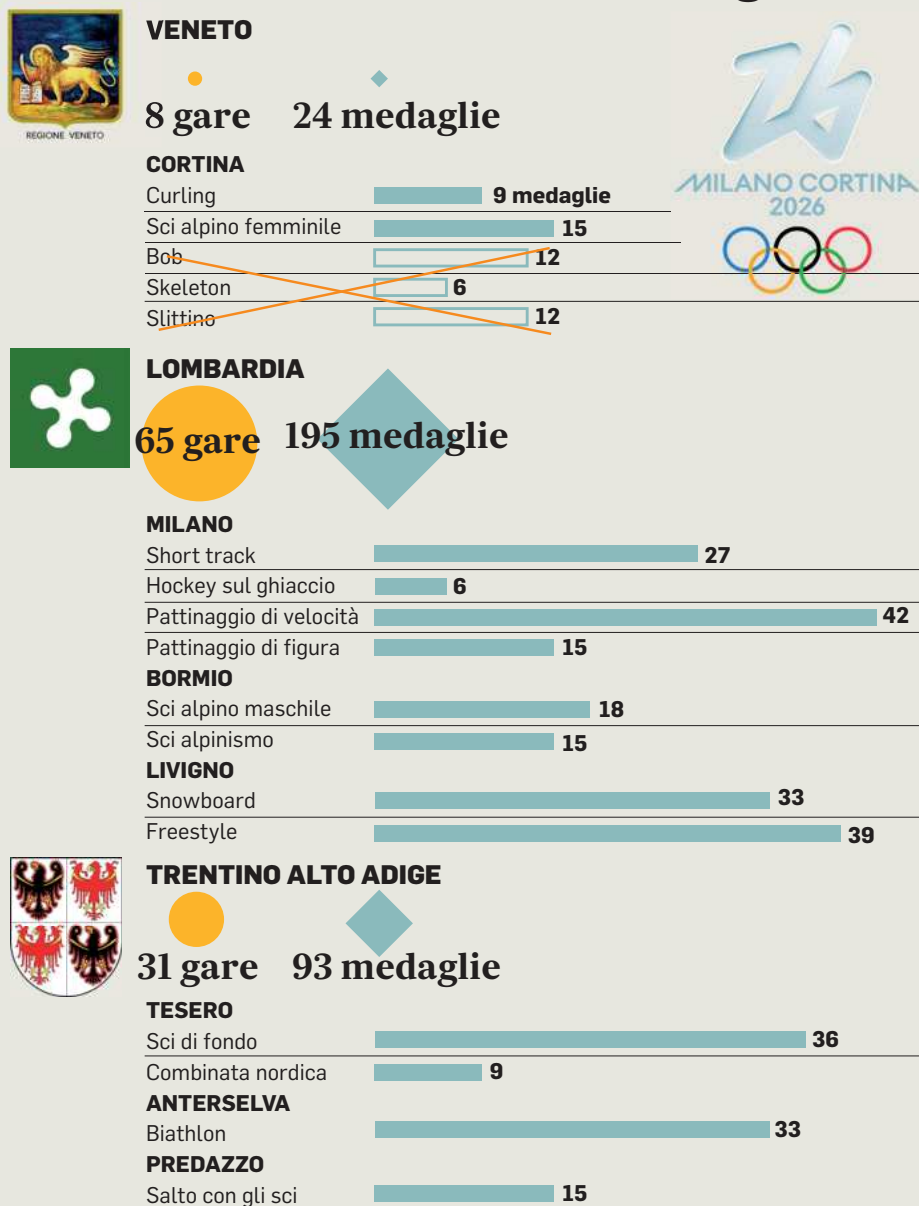 VENETO
REGIONE VENETO
8 gare 24 medaglie
MILANO CORTINA
2026
CORTINA
Curling 9 medaglie
Sci alpino femminile 15
Bob 12
Skeleton 6
Slittino 12
LOMBARDIA
65 gare 195 medaglie
MILANO
Short track 27
Hockey sul ghiaccio 6
Pattinaggio di velocità 42
Pattinaggio di figura 15
BORMIO
Sci alpino maschile 18
Sci alpinismo 15
LIVIGNO
Snowboard 33
Freestyle 39
TRENTINO ALTO ADIGE
31 gare 93 medaglie
TESERO
Sci di fondo 36
Combinata nordica 9
ANTERSELVA
Biathlon 33
PREDAZZO
Salto con gli sci 15